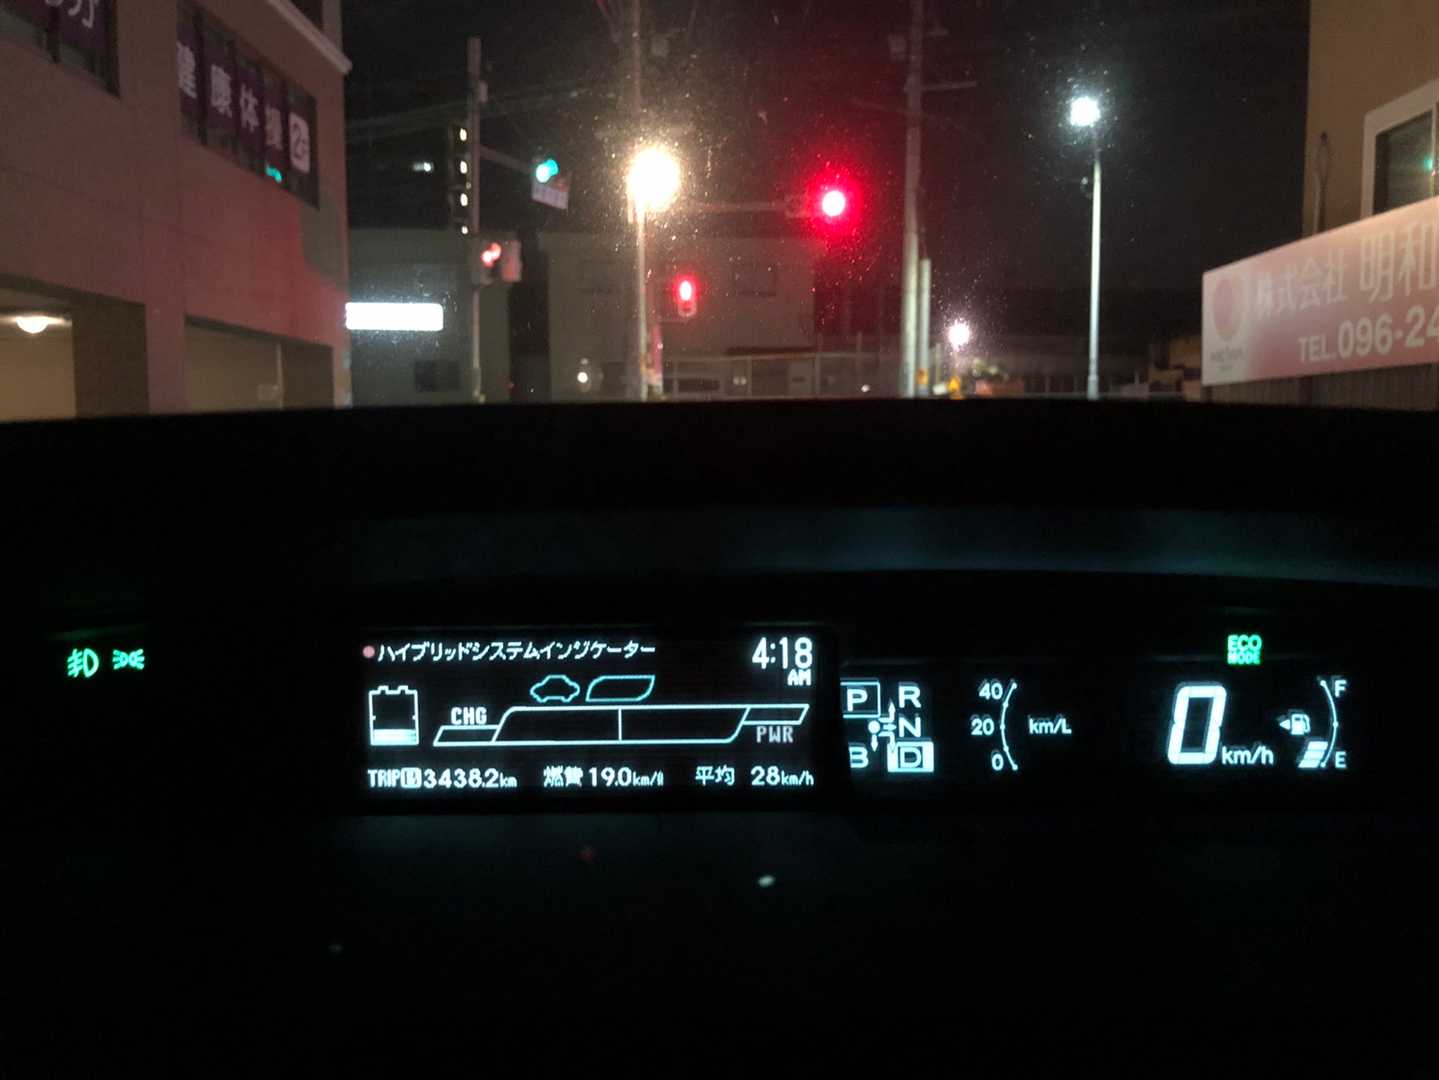 健康体操 2F
株式会社 明和
TEL.096-24
ハイブリッドシステムインジケーター
4:18
AM
CHG
PWR
TRIP B 3438.2km 燃費 19.0km/ℓ 平均 28km/h
P R
N
B D
40
20
0
km/L
ECO
MODE
0 km/h
F
E